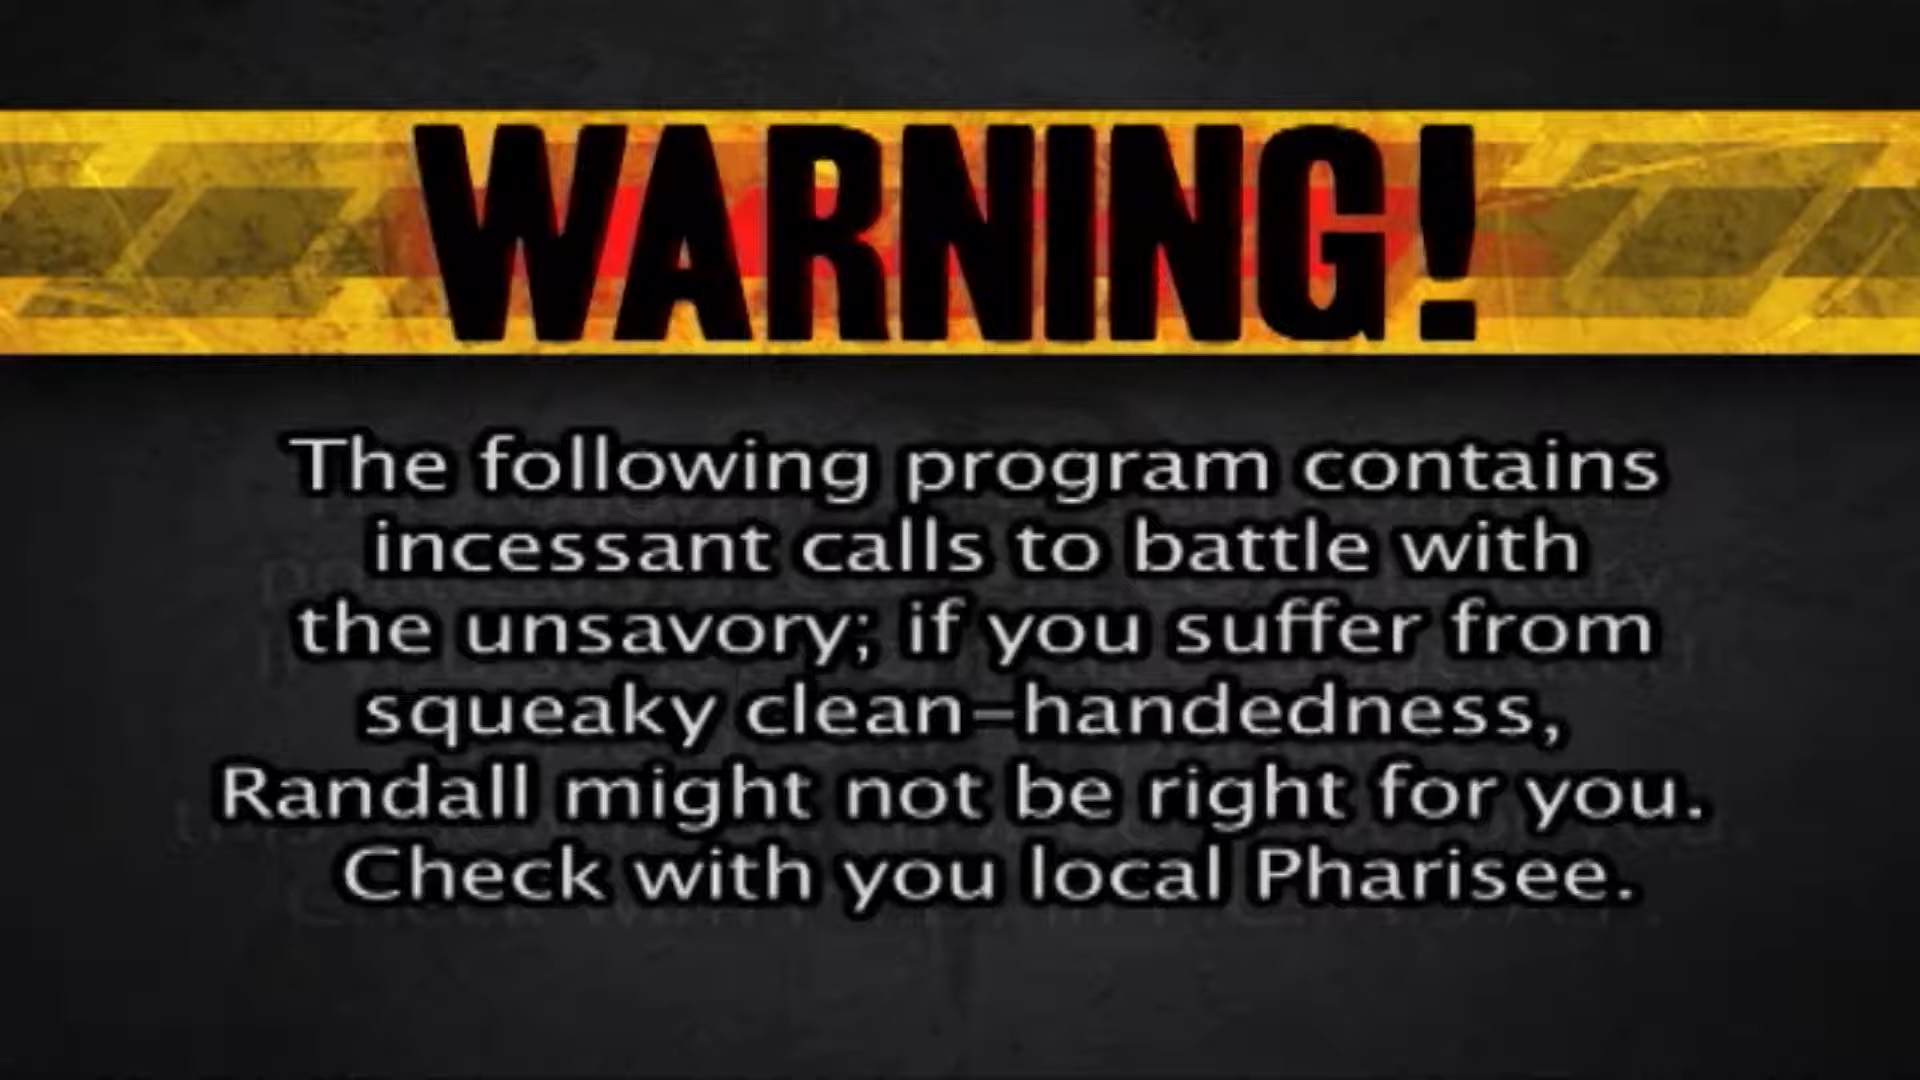 WARNING!
The following program contains
incessant calls to battle with
the unsavory; if you suffer from
squeaky clean-handedness,
Randall might not be right for you.
Check with you local Pharisee.